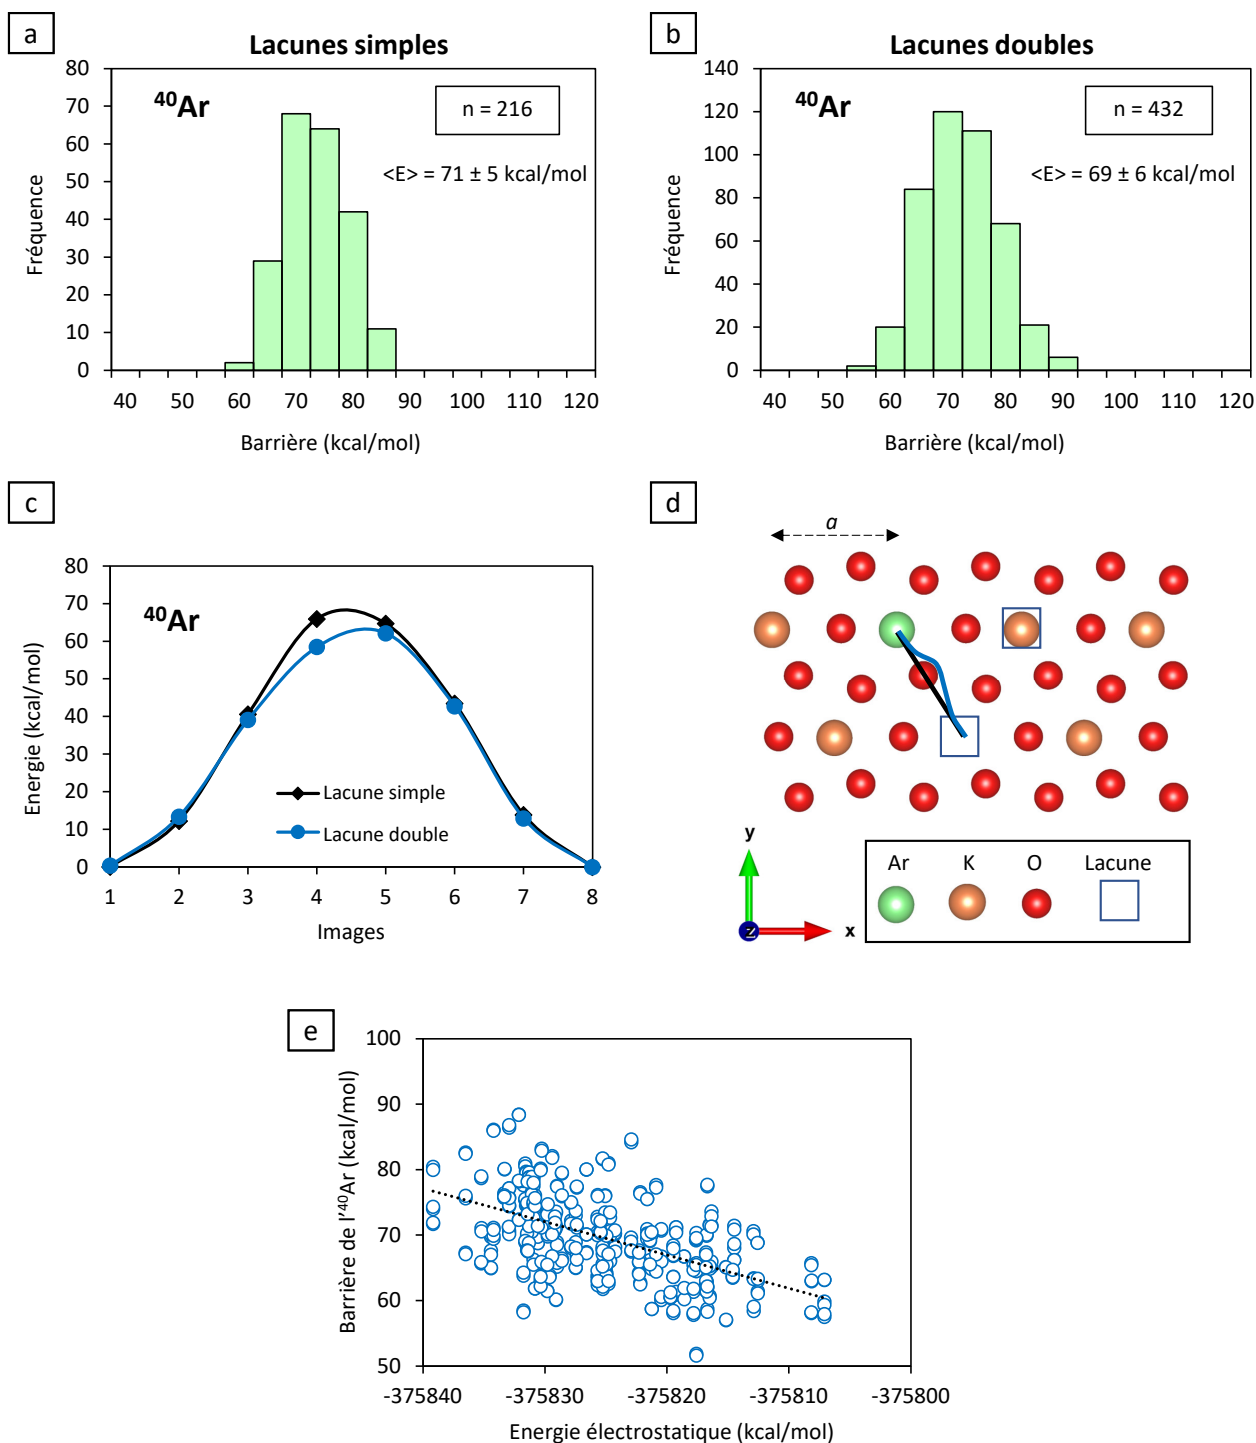 a
Lacunes simples
80
70
60
50
40
30
20
10
0
Fréquence
⁴⁰Ar
n = 216
<E> = 71 ± 5 kcal/mol
40 50 60 70 80 90 100 110 120
Barrière (kcal/mol)
b
Lacunes doubles
140
120
100
80
60
40
20
0
Fréquence
⁴⁰Ar
n = 432
<E> = 69 ± 6 kcal/mol
40 50 60 70 80 90 100 110 120
Barrière (kcal/mol)
c
80
70
60
50
40
30
20
10
0
Energie (kcal/mol)
⁴⁰Ar
Lacune simple
Lacune double
1 2 3 4 5 6 7 8
Images
d
a
y
z
x
Ar K O Lacune
e
100
90
80
70
60
50
Barrière de l'⁴⁰Ar (kcal/mol)
-375840 -375830 -375820 -375810 -375800
Energie électrostatique (kcal/mol)